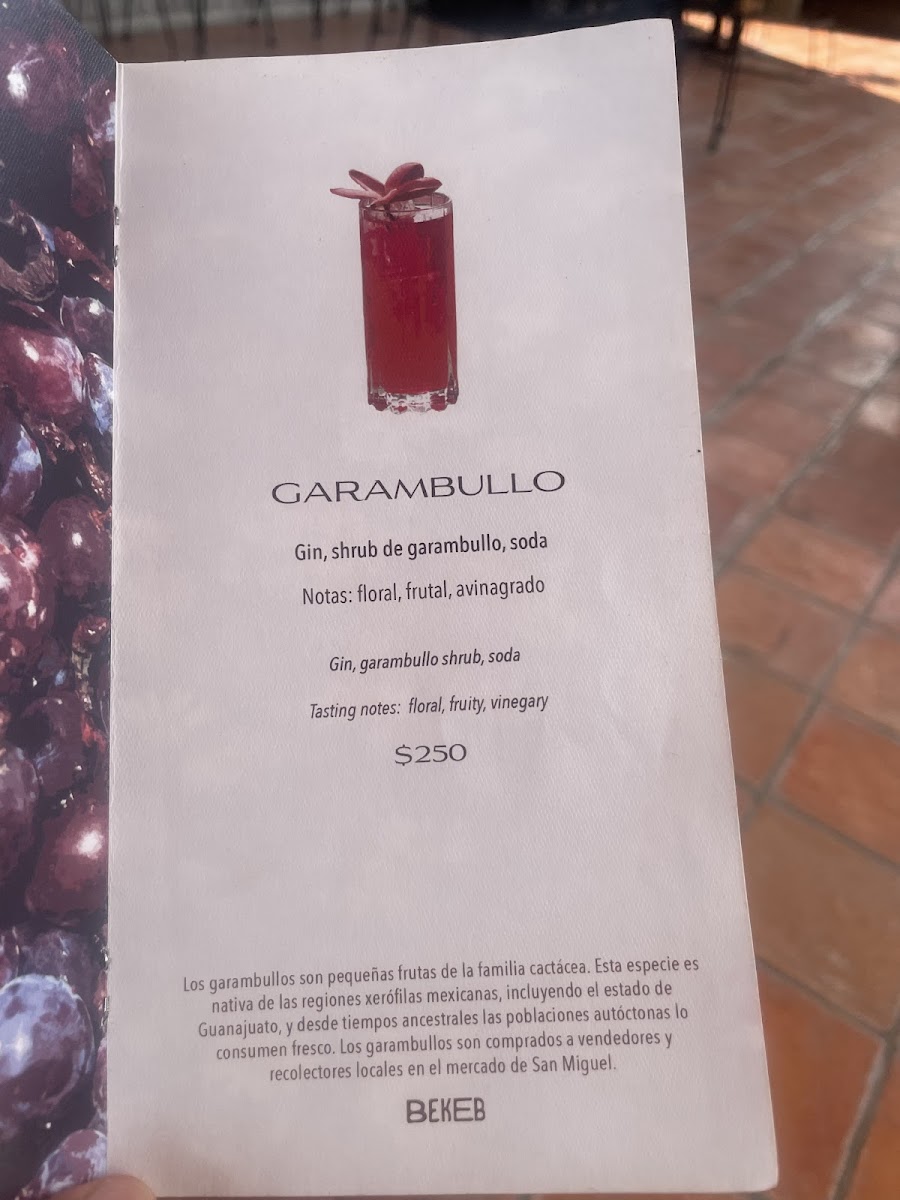 GARAMBULLO
Gin, shrub de garambullo, soda
Notas: floral, frutal, avinagrado
Gin, garambullo shrub, soda
Tasting notes: floral, fruity, vinegary
$250
Los garambullos son pequeñas frutas de la familia cactácea. Esta especie es
nativa de las regiones xerófilas mexicanas, incluyendo el estado de
Guanajuato, y desde tiempos ancestrales las poblaciones autóctonas lo
consumen fresco. Los garambullos son comprados a vendedores y
recolectores locales en el mercado de San Miguel.
BEKEB